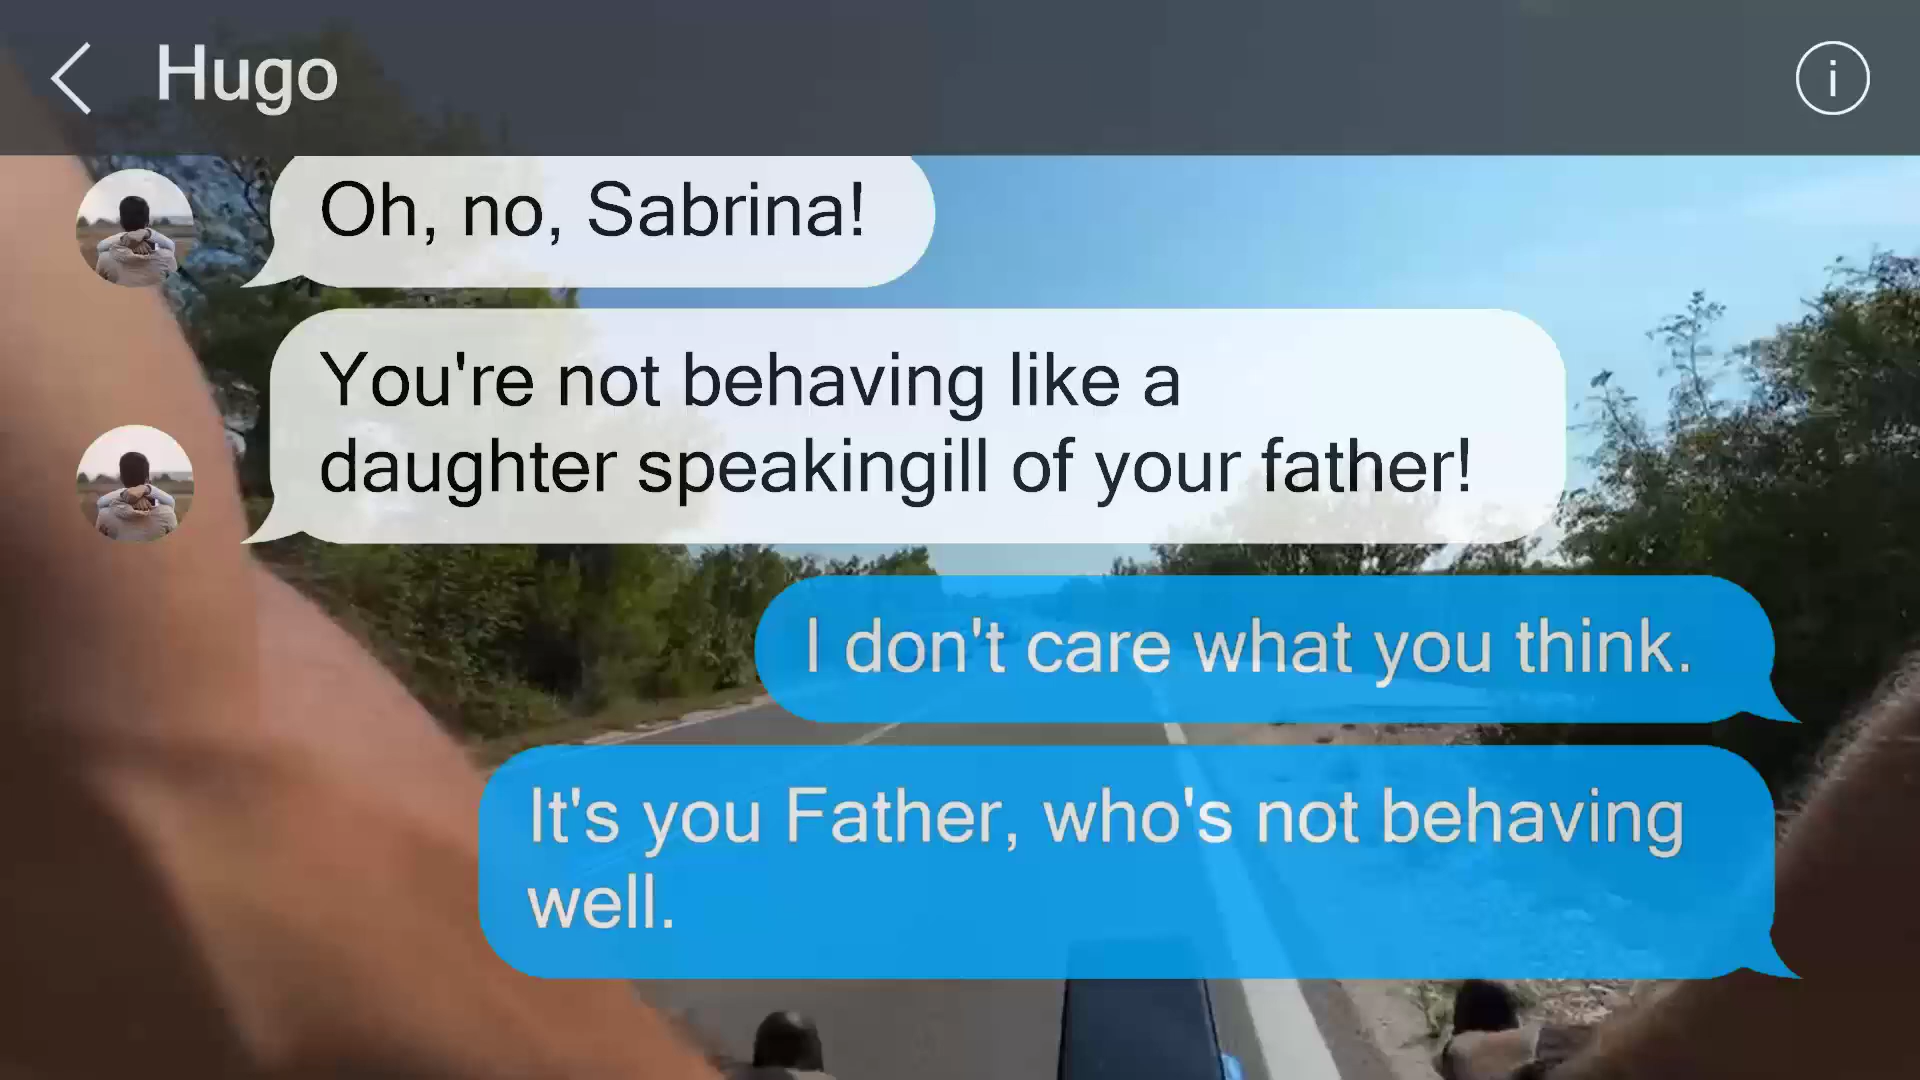 Hugo
Oh, no, Sabrina!
You're not behaving like a
daughter speakingill of your father!
I don't care what you think.
It's you Father, who's not behaving
well.